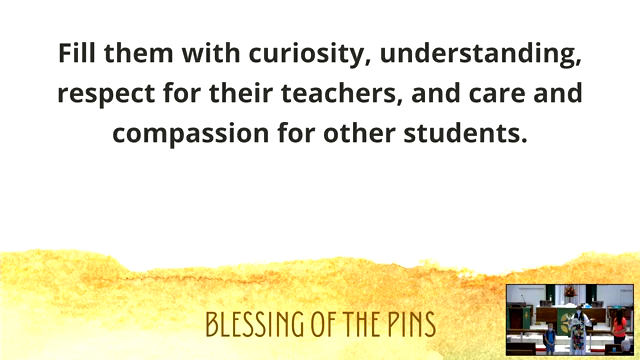 Fill them with curiosity, understanding,
respect for their teachers, and care and
compassion for other students.
BLESSING OF THE PINS